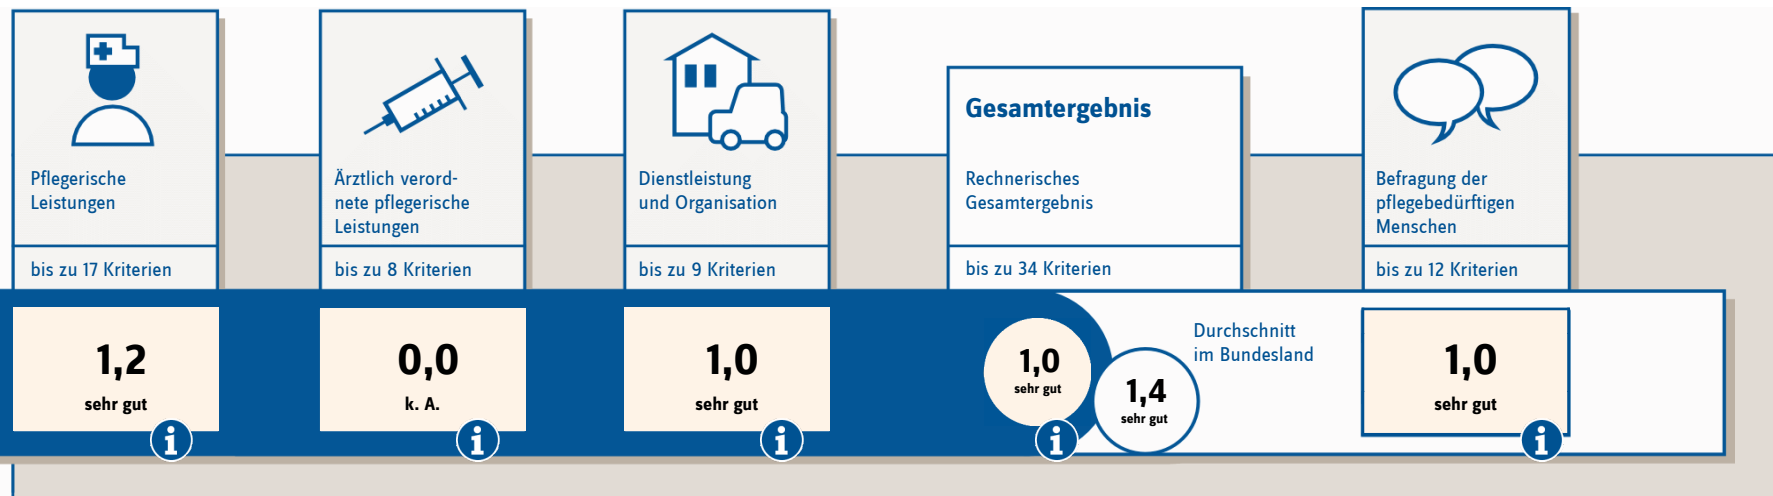 Pflegerische
Leistungen
bis zu 17 Kriterien
1,2
sehr gut
Ärztlich verord-
nete pflegerische
Leistungen
bis zu 8 Kriterien
0,0
k. A.
Dienstleistung
und Organisation
bis zu 9 Kriterien
1,0
sehr gut
Gesamtergebnis
Rechnerisches
Gesamtergebnis
bis zu 34 Kriterien
1,0
sehr gut
1,4
sehr gut
Durchschnitt
im Bundesland
Befragung der
pflegebedürftigen
Menschen
bis zu 12 Kriterien
1,0
sehr gut